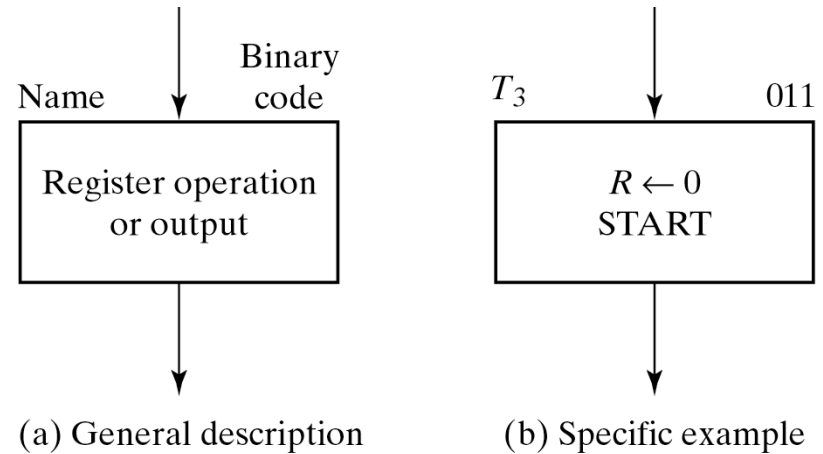 Name
Binary
code
Register operation
or output
(a) General description
T3
011
R ← 0
START
(b) Specific example